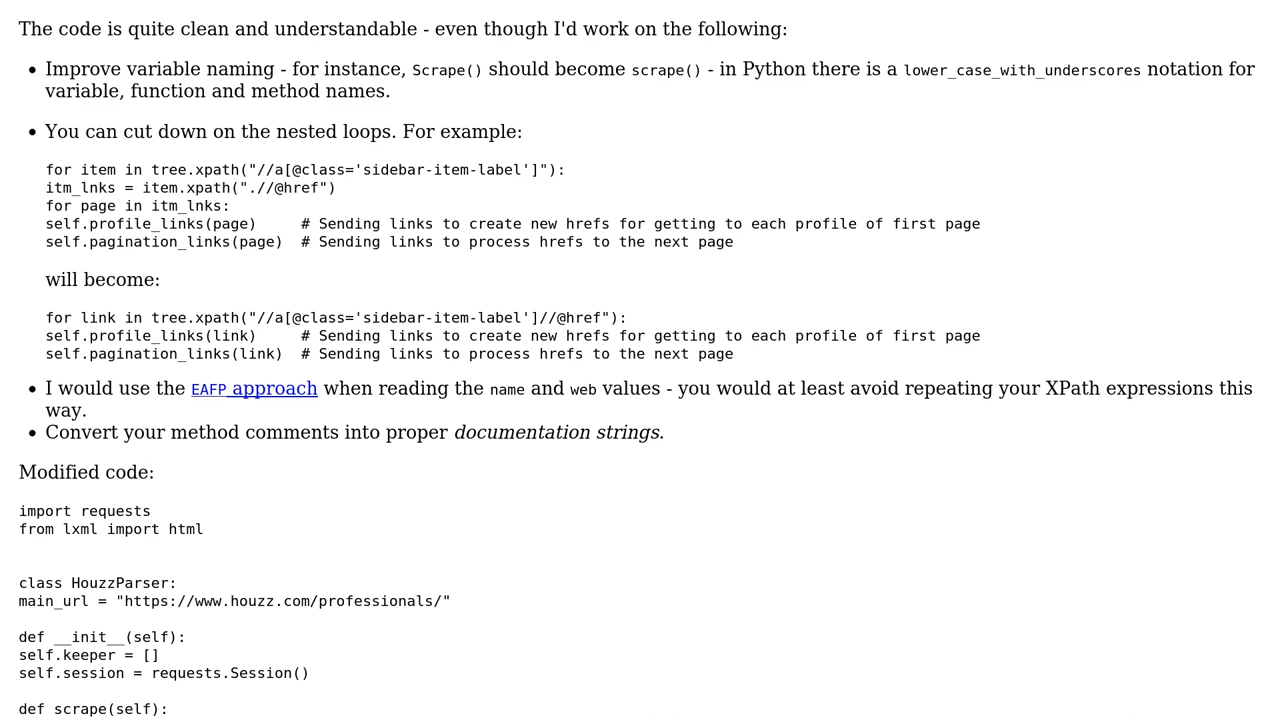 The code is quite clean and understandable - even though I'd work on the following:
• Improve variable naming - for instance, Scrape() should become scrape() - in Python there is a lower_case_with_underscores notation for
variable, function and method names.
• You can cut down on the nested loops. For example:
for item in tree.xpath("//a[@class='sidebar-item-label']"):
itm_lnks = item.xpath(".//@href")
for page in itm_lnks:
self.profile_links(page)     # Sending links to create new hrefs for getting to each profile of first page
self.pagination_links(page)  # Sending links to process hrefs to the next page
will become:
for link in tree.xpath("//a[@class='sidebar-item-label']//@href"):
self.profile_links(link)     # Sending links to create new hrefs for getting to each profile of first page
self.pagination_links(link)  # Sending links to process hrefs to the next page
• I would use the EAFP approach when reading the name and web values - you would at least avoid repeating your XPath expressions this
way.
• Convert your method comments into proper documentation strings.
Modified code:
import requests
from lxml import html
class HouzzParser:
main_url = "https://www.houzz.com/professionals/"
def __init__(self):
self.keeper = []
self.session = requests.Session()
def scrape(self):